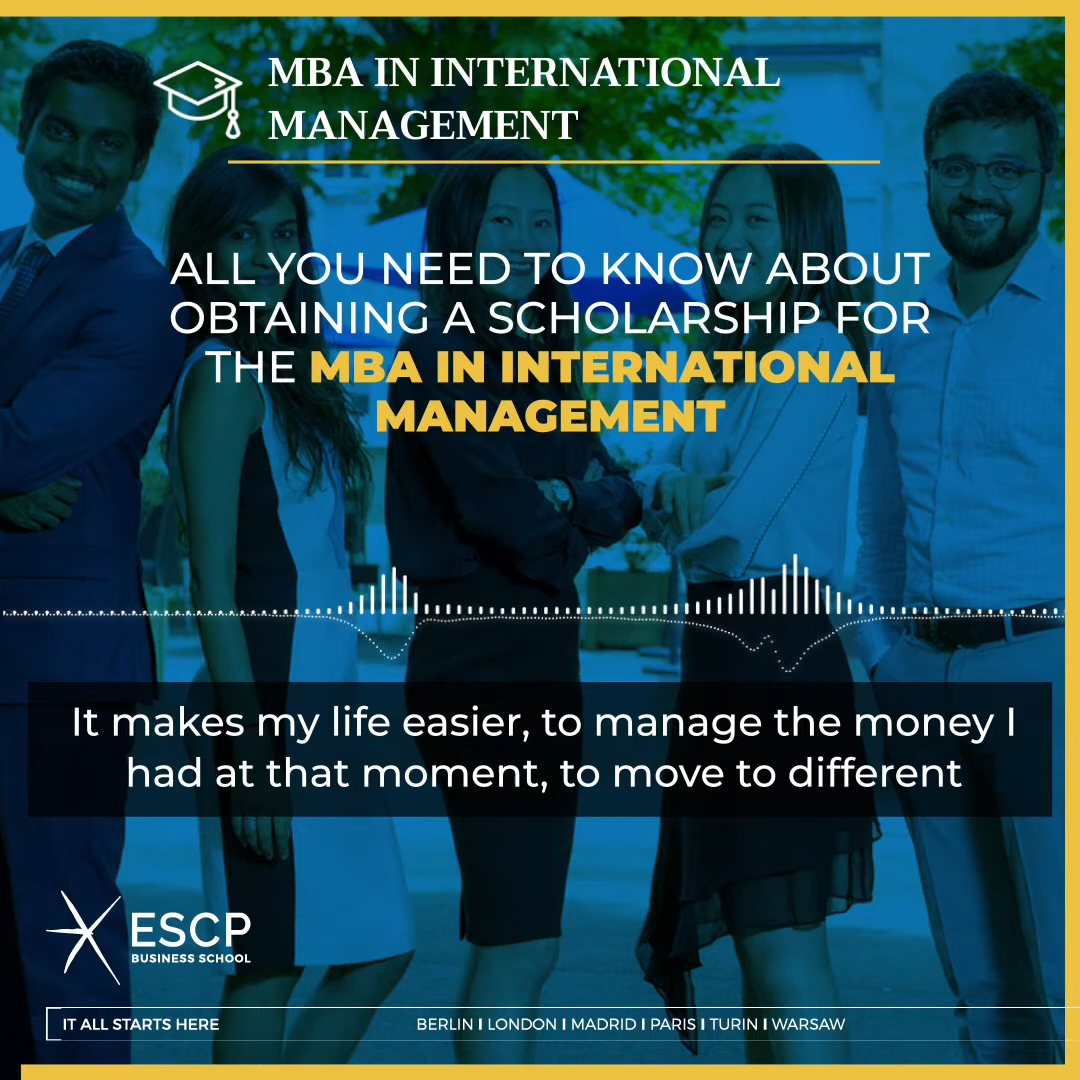 MBA IN INTERNATIONAL
MANAGEMENT
ALL YOU NEED TO KNOW ABOUT
OBTAINING A SCHOLARSHIP FOR
THE MBA IN INTERNATIONAL
MANAGEMENT
It makes my life easier, to manage the money I
had at that moment, to move to different
ESCP
BUSINESS SCHOOL
IT ALL STARTS HERE
BERLIN I LONDON I MADRID I PARIS I TURIN I WARSAW